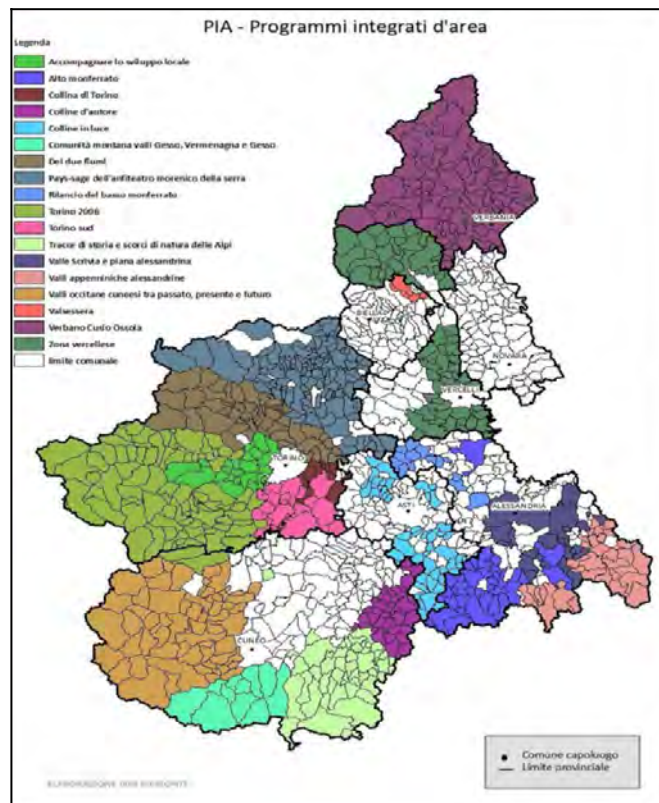 PIA - Programmi integrati d'area
Legenda
Accompagnare lo sviluppo locale
Alto monferrato
Collina di Torino
Colline d'autore
Colline in luce
Comunità montana valli Gesso, Vermenagna e Gesso
Dei due fiumi
Pays-sage dell'anfiteatro morenico della serra
Rilancio del basso monferrato
Torino 2006
Torino sud
Tracce di storia e scorci di natura delle Alpi
Valle Scrivia e piana alessandrina
Valli appenniniche alessandrine
Valli occitane cuneesi tra passato, presente e futuro
Valsessera
Verbano Cusio Ossola
Zona vercellese
limite comunale
VERBANIA
BIELLA
NOVARA
VERCELLI
TORINO
ASTI
ALESSANDRIA
CUNEO
Comune capoluogo
Limite provinciale